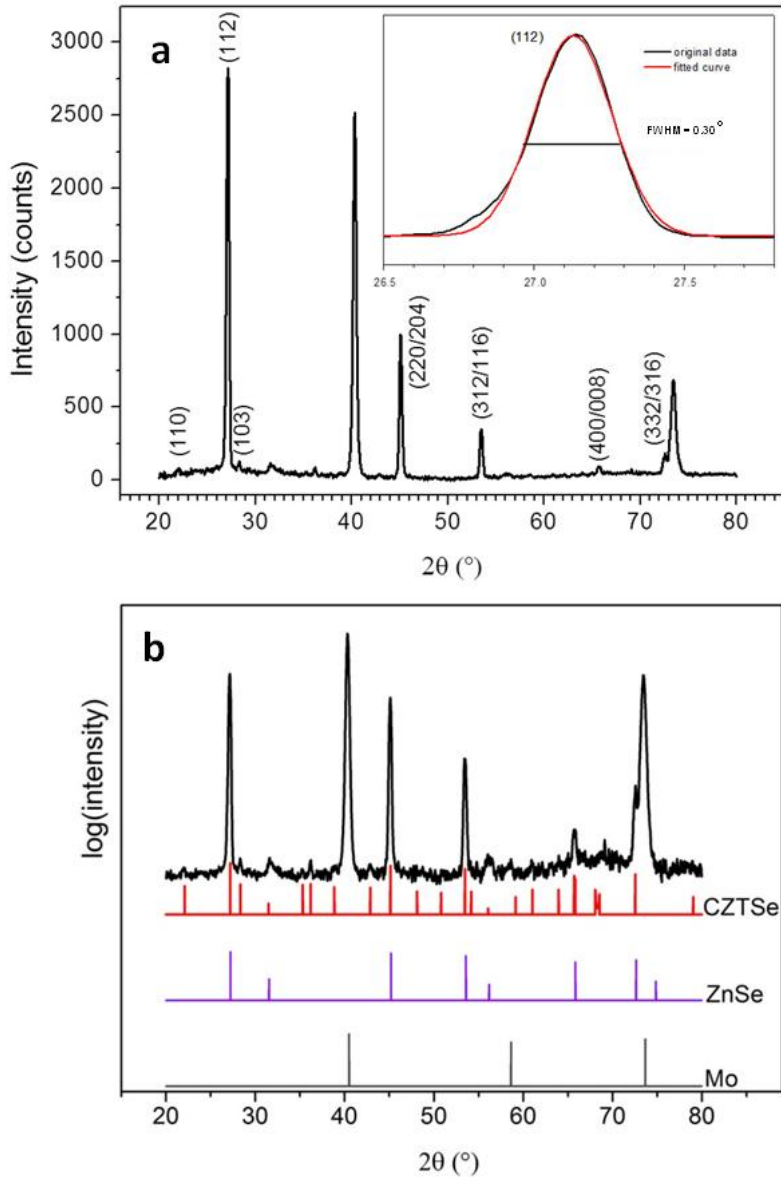 a
3000
2500
2000
1500
1000
500
0
Intensity (counts)
(110)
(112)
(103)
(220/204)
(312/116)
(400/008)
(332/316)
20 30 40 50 60 70 80
2θ (°)
(112)
original data
fitted curve
FWHM = 0.30°
26.5 27.0 27.5
b
log(intensity)
CZTSe
ZnSe
Mo
20 30 40 50 60 70 80
2θ (°)